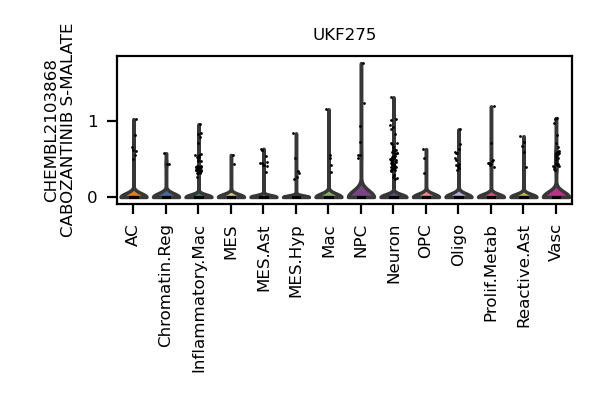 UKF275
CHEMBL2103868
CABOZANTINIB S-MALATE
1
0
AC
Chromatin.Reg
Inflammatory.Mac
MES
MES.Ast
MES.Hyp
Mac
NPC
Neuron
OPC
Oligo
Prolif.Metab
Reactive.Ast
Vasc